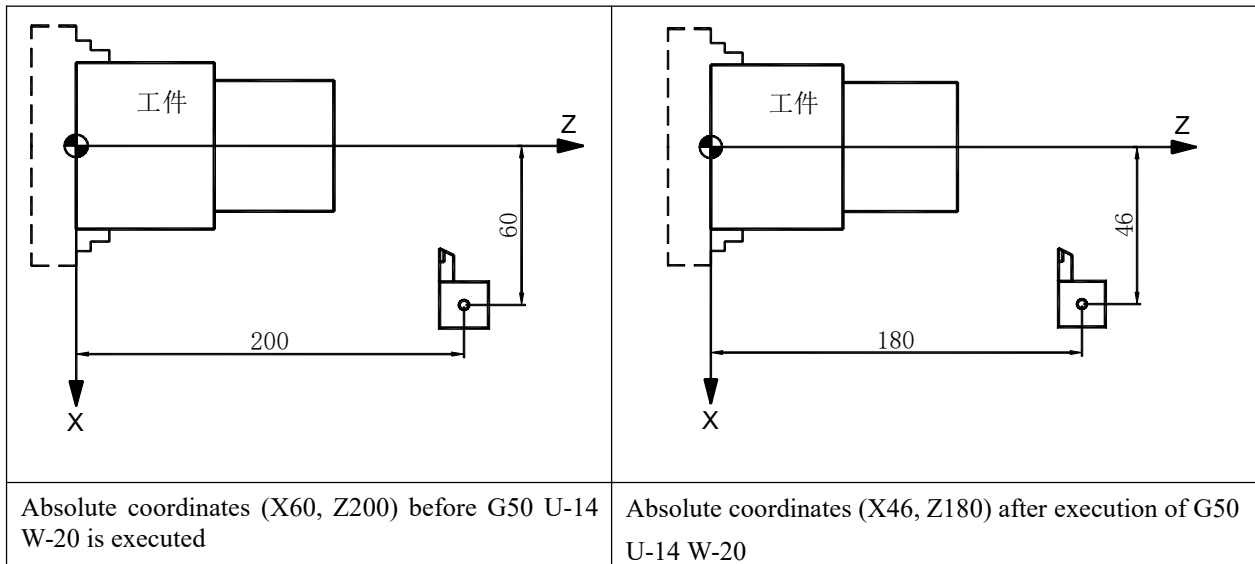 工件
Z
60
200
X
工件
Z
46
180
X
Absolute coordinates (X60, Z200) before G50 U-14
W-20 is executed
Absolute coordinates (X46, Z180) after execution of G50
U-14 W-20